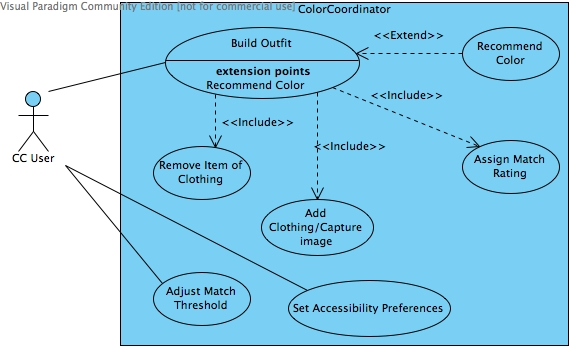 Visual Paradigm Community Edition [not for commercial use]
ColorCoordinator
Build Outfit
extension points
Recommend Color
<<Extend>>
Recommend
Color
<<Include>>
<<Include>>
<<Include>>
CC User
Remove Item of
Clothing
Assign Match
Rating
Add
Clothing/Capture
image
Adjust Match
Threshold
Set Accessibility Preferences